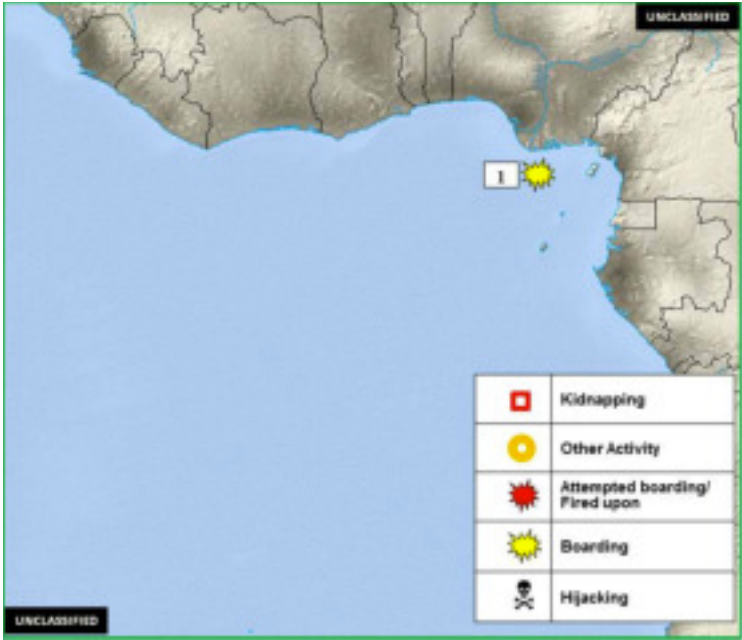 UNCLASSIFIED
1
Kidnapping
Other Activity
Attempted boarding/
Fired upon
Boarding
Hijacking
UNCLASSIFIED